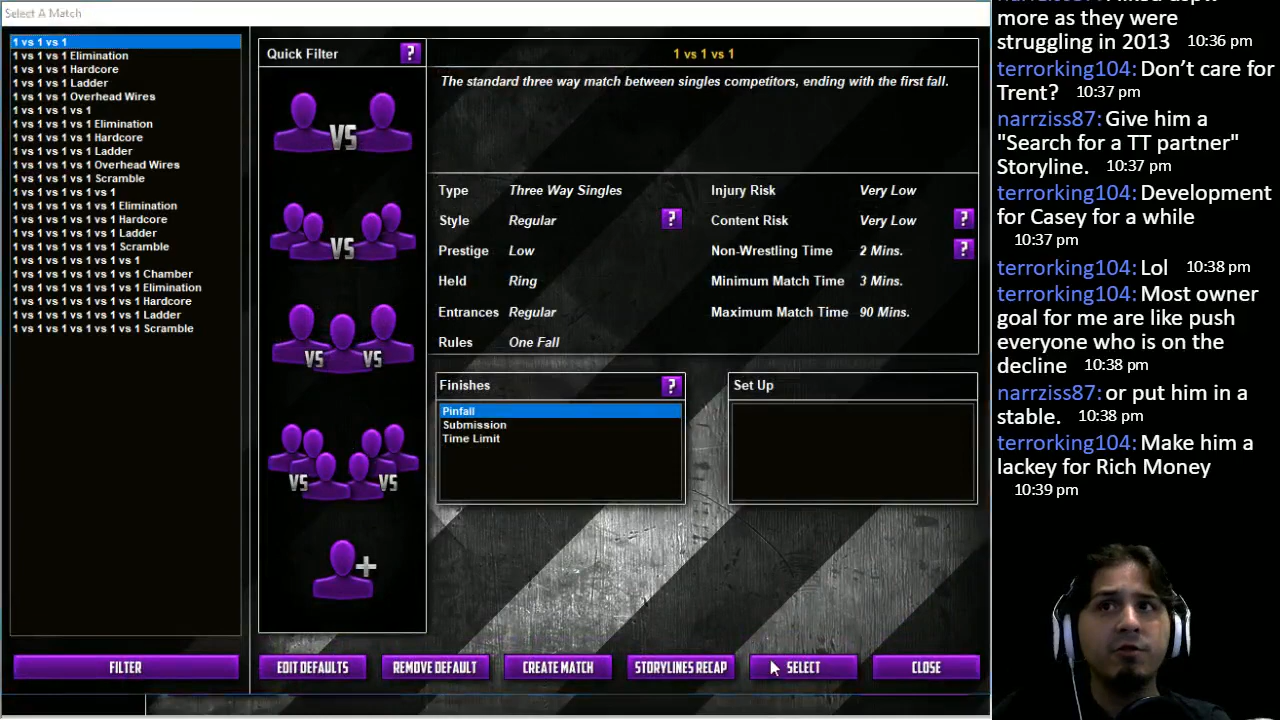 Select A Match
1 vs 1 vs 1
1 vs 1 vs 1 Elimination
1 vs 1 vs 1 Hardcore
1 vs 1 vs 1 Ladder
1 vs 1 vs 1 Overhead Wires
1 vs 1 vs 1 vs 1
1 vs 1 vs 1 vs 1 Elimination
1 vs 1 vs 1 vs 1 Hardcore
1 vs 1 vs 1 vs 1 Ladder
1 vs 1 vs 1 vs 1 Overhead Wires
1 vs 1 vs 1 vs 1 Scramble
1 vs 1 vs 1 vs 1 vs 1
1 vs 1 vs 1 vs 1 vs 1 Elimination
1 vs 1 vs 1 vs 1 vs 1 Hardcore
1 vs 1 vs 1 vs 1 vs 1 Ladder
1 vs 1 vs 1 vs 1 vs 1 Scramble
1 vs 1 vs 1 vs 1 vs 1 vs 1
1 vs 1 vs 1 vs 1 vs 1 vs 1 Chamber
1 vs 1 vs 1 vs 1 vs 1 vs 1 Elimination
1 vs 1 vs 1 vs 1 vs 1 vs 1 Hardcore
1 vs 1 vs 1 vs 1 vs 1 vs 1 Ladder
1 vs 1 vs 1 vs 1 vs 1 vs 1 Scramble
FILTER
Quick Filter ?
VS
VS
VS VS
VS VS
+
1 vs 1 vs 1
The standard three way match between singles competitors, ending with the first fall.
Type Three Way Singles
Style Regular ?
Prestige Low
Held Ring
Entrances Regular
Rules One Fall
Injury Risk Very Low
Content Risk Very Low ?
Non-Wrestling Time 2 Mins. ?
Minimum Match Time 3 Mins.
Maximum Match Time 90 Mins.
Finishes ?
Pinfall
Submission
Time Limit
Set Up
EDIT DEFAULTS
REMOVE DEFAULT
CREATE MATCH
STORYLINES RECAP
SELECT
CLOSE
more as they were
struggling in 2013 10:36 pm
terrorking104: Don't care for
Trent? 10:37 pm
narrziss87: Give him a
"Search for a TT partner"
Storyline. 10:37 pm
terrorking104: Development
for Casey for a while
10:37 pm
terrorking104: Lol 10:38 pm
terrorking104: Most owner
goal for me are like push
everyone who is on the
decline 10:38 pm
narrziss87: or put him in a
stable. 10:38 pm
terrorking104: Make him a
lackey for Rich Money
10:39 pm